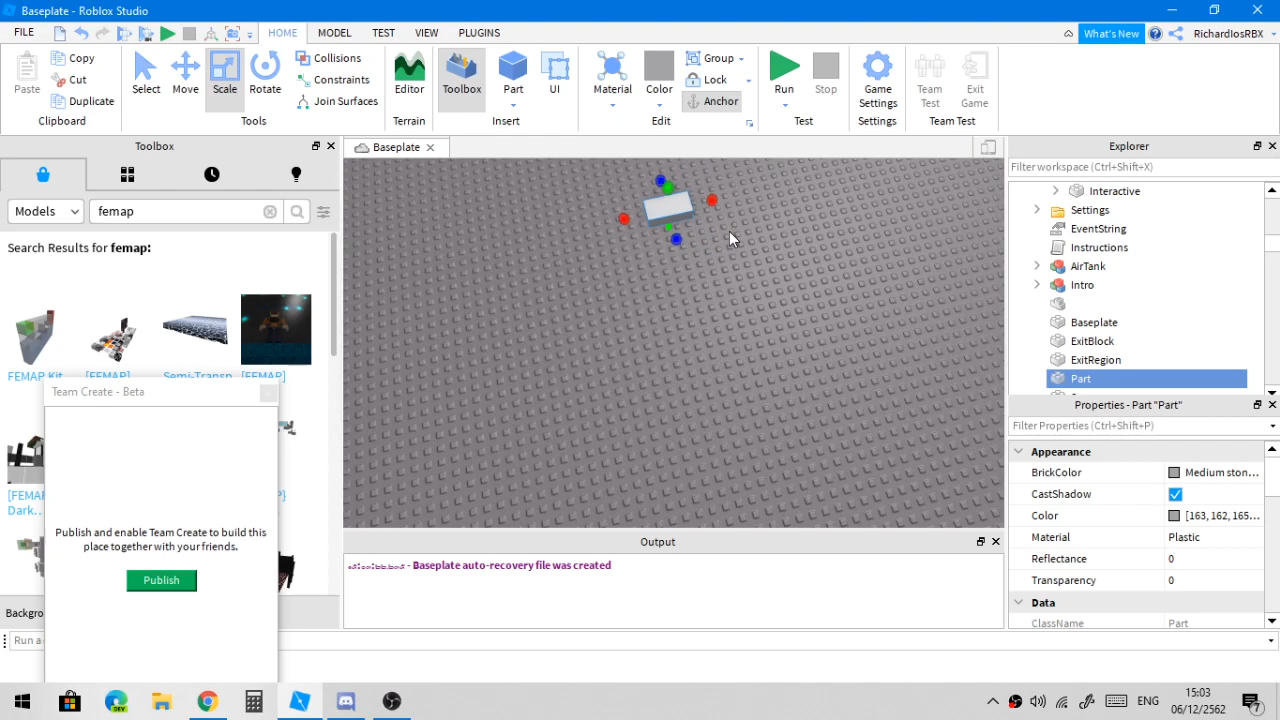 Baseplate - Roblox Studio
FILE HOME MODEL TEST VIEW PLUGINS What's New RichardIosRBX
Paste Copy Cut Duplicate
Select Move Scale Rotate Collisions Constraints Join Surfaces
Editor Toolbox Part UI
Material Color Group Lock Anchor
Run Stop Game Settings Team Test Exit Game
Clipboard Tools Terrain Insert Edit Test Settings Team Test
Toolbox
Models femap
Search Results for femap:
FEMAP Kit [FEMAP] Semi-Transp [FEMAP]
[FEMA
Dark..
Backgro
Run a
Team Create - Beta
Publish and enable Team Create to build this
place together with your friends.
Publish
Baseplate
Output
- Baseplate auto-recovery file was created
Explorer
Filter workspace (Ctrl+Shift+X)
Interactive
Settings
EventString
Instructions
AirTank
Intro
Baseplate
ExitBlock
ExitRegion
Part
Properties - Part "Part"
Filter Properties (Ctrl+Shift+P)
Appearance
BrickColor Medium ston...
CastShadow
Color [163, 162, 165...
Material Plastic
Reflectance 0
Transparency 0
Data
ClassName Part
DEV
ENG
15:03
06/12/2562
7